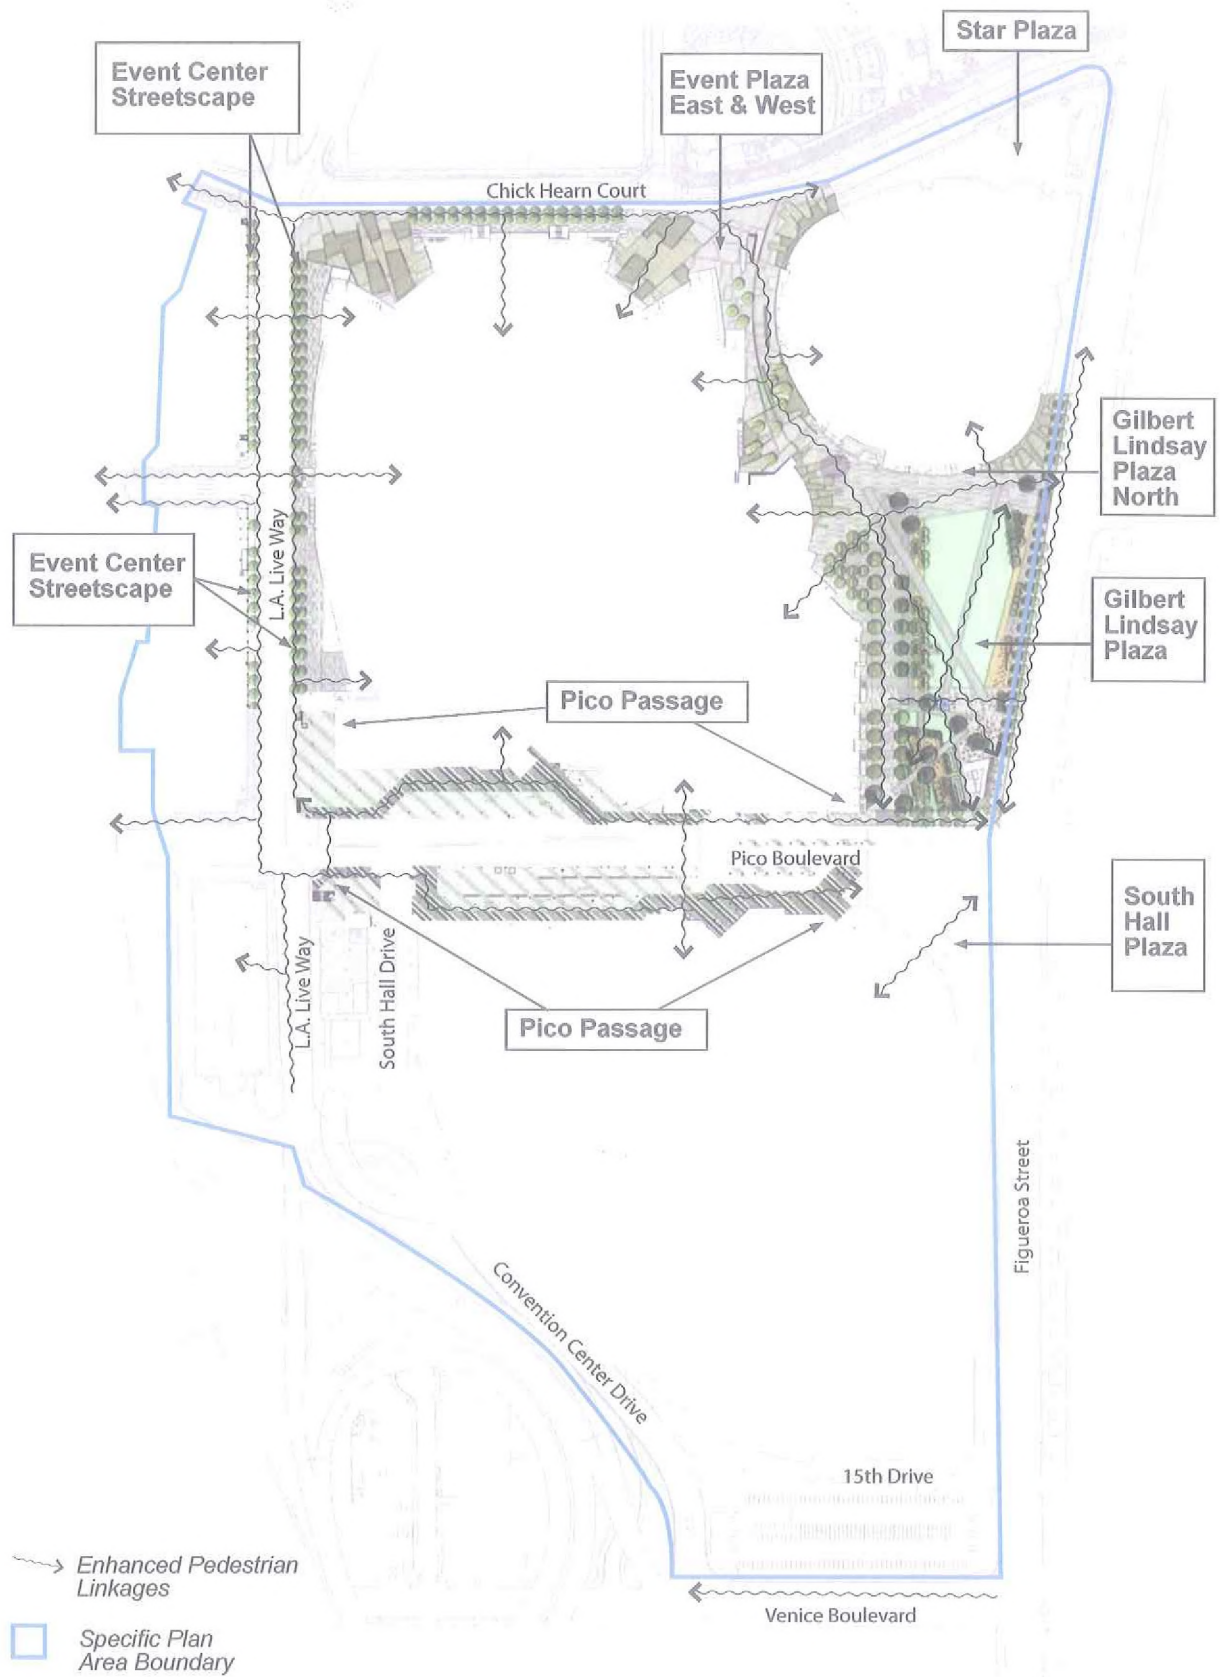 Star Plaza
Event Center
Streetscape
Event Plaza
East & West
Chick Hearn Court
Gilbert
Lindsay
Plaza
North
L.A. Live Way
Event Center
Streetscape
Gilbert
Lindsay
Plaza
Pico Passage
Pico Boulevard
South
Hall
Plaza
L.A. Live Way
South Hall Drive
Pico Passage
Figueroa Street
Convention Center Drive
15th Drive
Enhanced Pedestrian
Linkages
Venice Boulevard
Specific Plan
Area Boundary